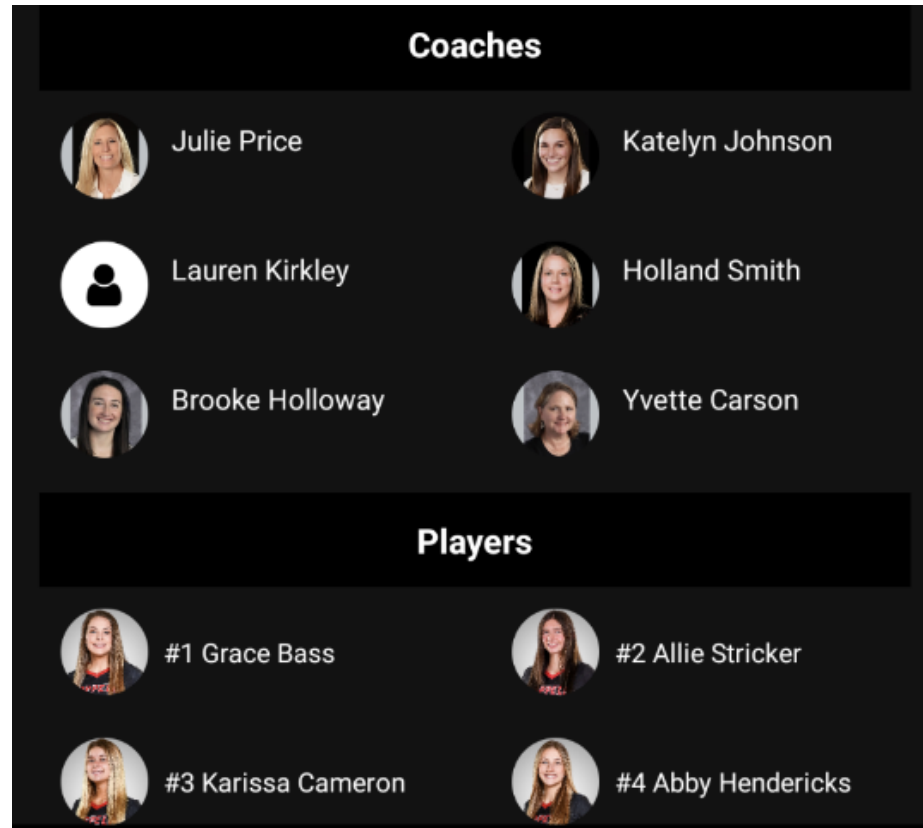 Coaches
Julie Price
Katelyn Johnson
Lauren Kirkley
Holland Smith
Brooke Holloway
Yvette Carson
Players
#1 Grace Bass
#2 Allie Stricker
#3 Karissa Cameron
#4 Abby Hendericks